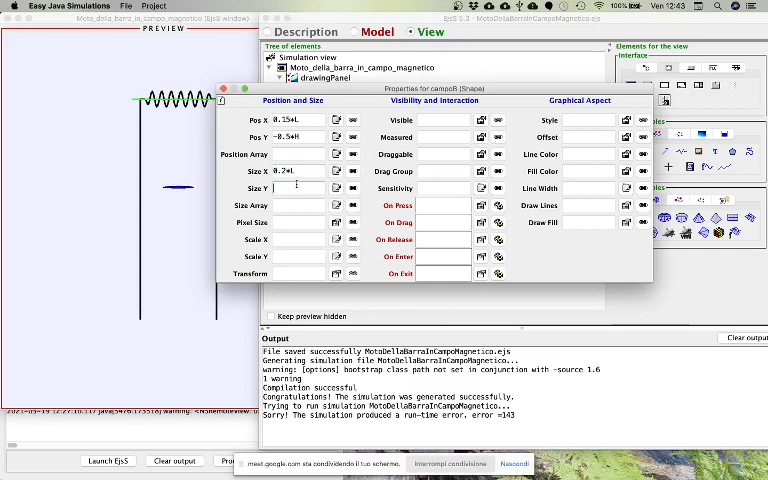 Easy Java Simulations File Project
100% Ven 12:43
Moto_della_barra_in_campo_magnetico (EjsS-window)
EjsS 6.3 - MotoDellaBarraInCampoMagnetico.ejs
PREVIEW
Description Model View
Tree of elements
Elements for the view
Simulation view
Interface
Moto_della_barra_in_campo_magnetico
drawingPanel
Properties for campoB (Shape)
Position and Size Visibility and Interaction Graphical Aspect
Pos X 0.15*L Visible Style
Pos Y -0.5*H Measured Offset
Position Array Draggable Line Color
Size X 0.2*L Drag Group Fill Color
Size Y Sensitivity Line Width
Size Array On Press Draw Lines
Pixel Size On Drag Draw Fill
Scale X On Release
Scale Y On Enter
Transform On Exit
Keep preview hidden
Output Clear output
File saved successfully MotoDellaBarraInCampoMagnetico.ejs
Generating simulation file MotoDellaBarraInCampoMagnetico...
warning: [options] bootstrap class path not set in conjunction with -source 1.6
1 warning
Compilation successful
Congratulations! The simulation was generated successfully.
Trying to run simulation MotoDellaBarraInCampoMagnetico...
Sorry! The simulation produced a run-time error. error =143
Launch EjsS Clear output
meet.google.com sta condividendo il tuo schermo. Interrompi condivisione Nascondi